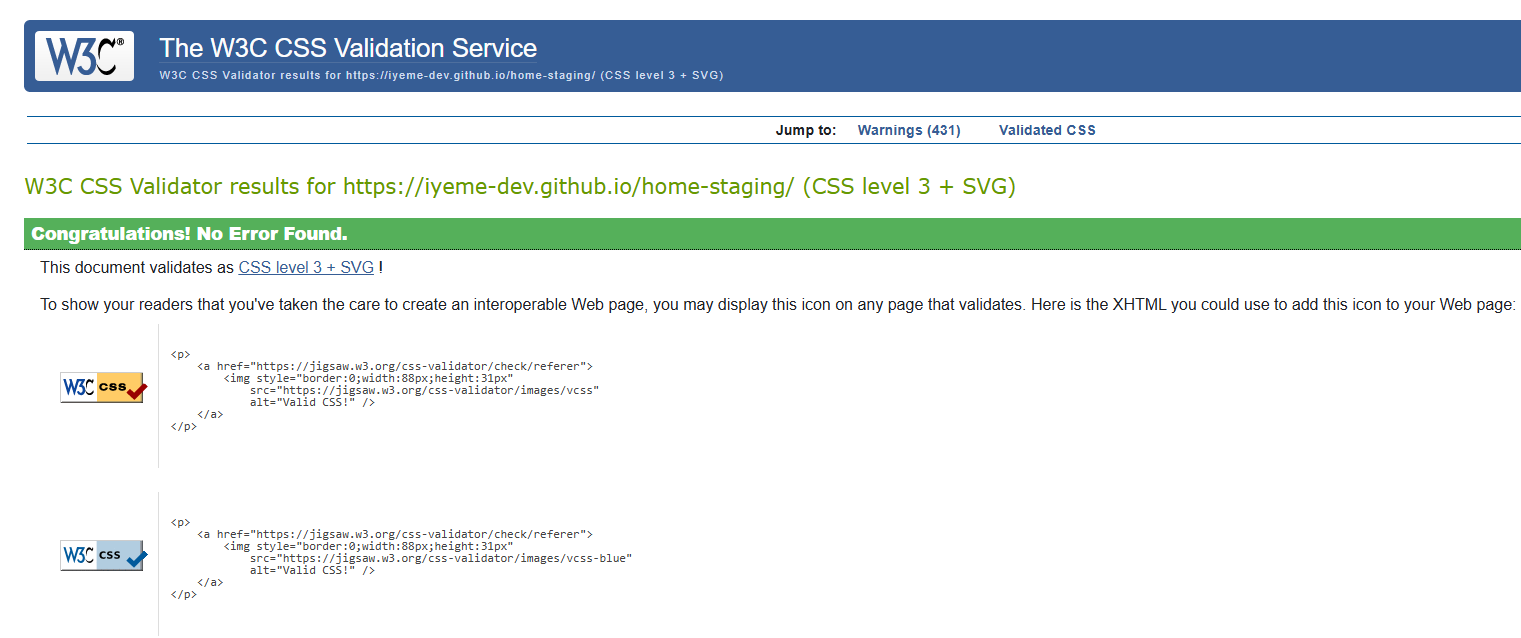 W3C®
The W3C CSS Validation Service
W3C CSS Validator results for https://iyeme-dev.github.io/home-staging/ (CSS level 3 + SVG)
Jump to: Warnings (431) Validated CSS
W3C CSS Validator results for https://iyeme-dev.github.io/home-staging/ (CSS level 3 + SVG)
Congratulations! No Error Found.
This document validates as CSS level 3 + SVG !
To show your readers that you've taken the care to create an interoperable Web page, you may display this icon on any page that validates. Here is the XHTML you could use to add this icon to your Web page:
W3C css
<p>
<a href="https://jigsaw.w3.org/css-validator/check/referer">
<img style="border:0;width:88px;height:31px"
src="https://jigsaw.w3.org/css-validator/images/vcss"
alt="Valid CSS!" />
</a>
</p>
W3C css
<p>
<a href="https://jigsaw.w3.org/css-validator/check/referer">
<img style="border:0;width:88px;height:31px"
src="https://jigsaw.w3.org/css-validator/images/vcss-blue"
alt="Valid CSS!" />
</a>
</p>